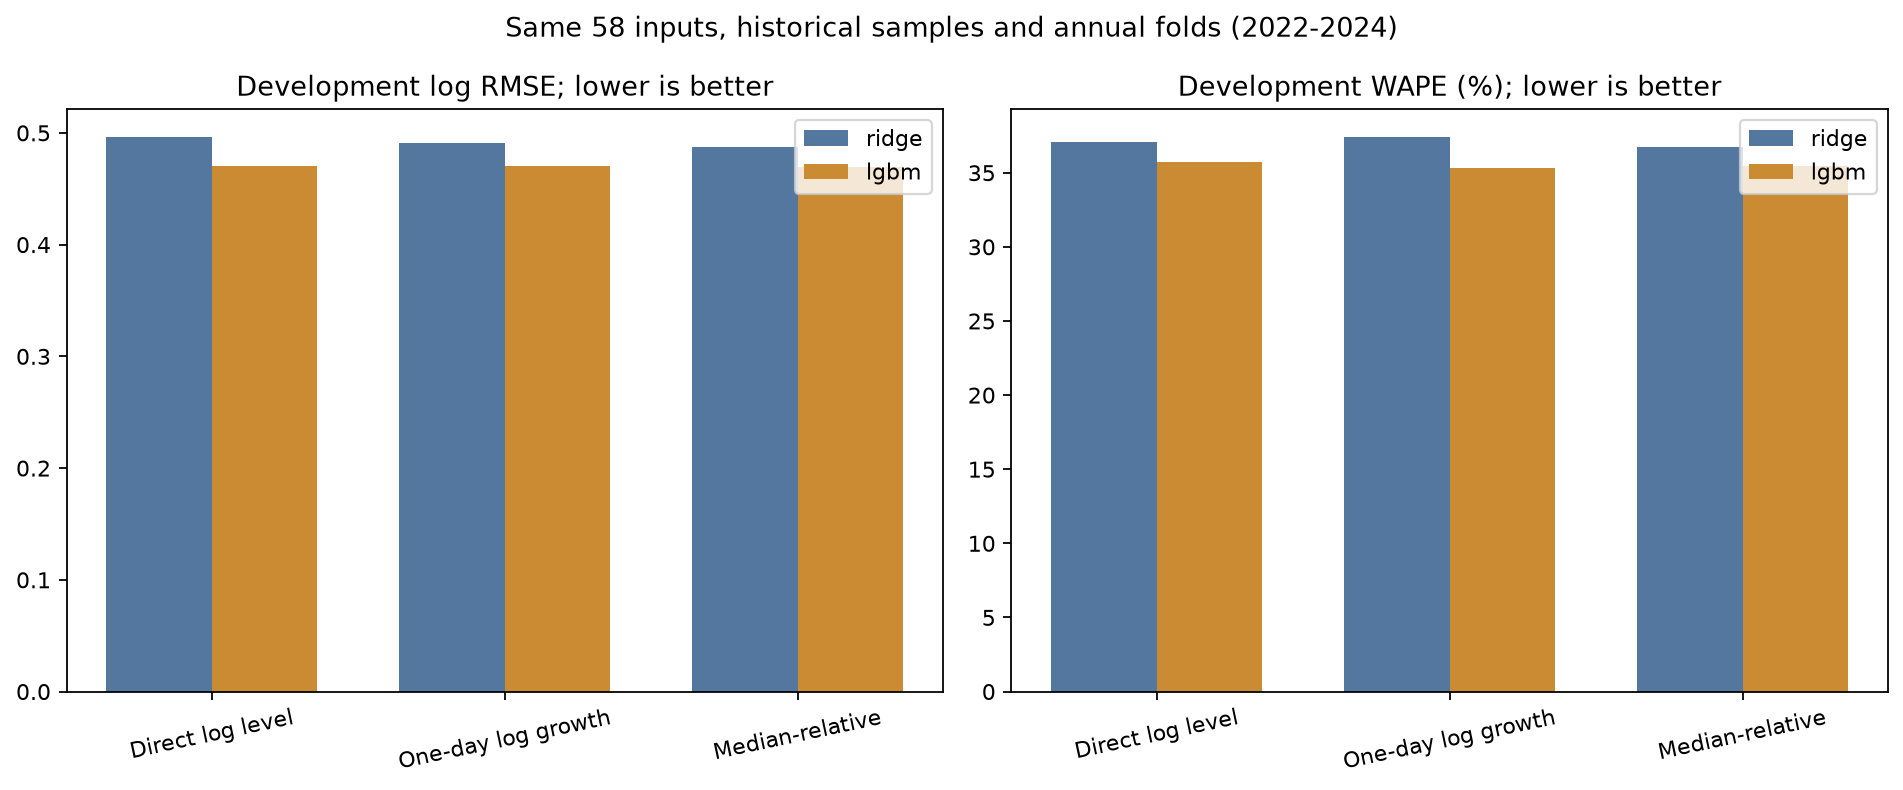 Same 58 inputs, historical samples and annual folds (2022-2024)
Development log RMSE; lower is better
0.5
0.4
0.3
0.2
0.1
0.0
ridge
lgbm
Direct log level
One-day log growth
Median-relative
Development WAPE (%); lower is better
35
30
25
20
15
10
5
0
ridge
lgbm
Direct log level
One-day log growth
Median-relative